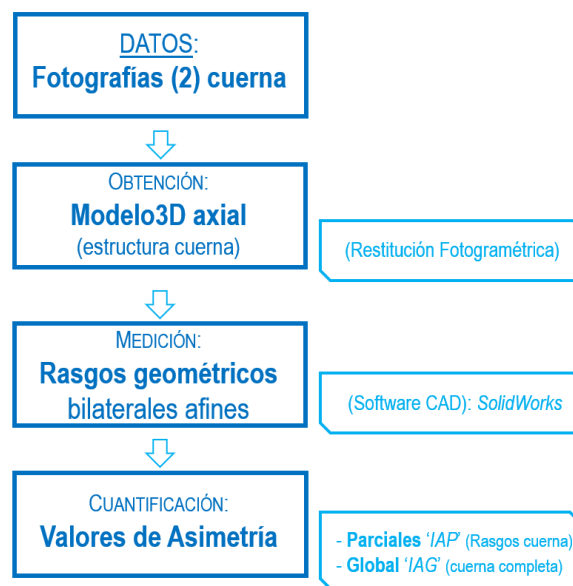 DATOS:
Fotografías (2) cuerna
OBTENCIÓN:
Modelo3D axial
(estructura cuerna)
(Restitución Fotogramétrica)
MEDICIÓN:
Rasgos geométricos
bilaterales afines
(Software CAD): SolidWorks
CUANTIFICACIÓN:
Valores de Asimetría
- Parciales ‘IAP’ (Rasgos cuerna)
- Global ‘IAG’ (cuerna completa)